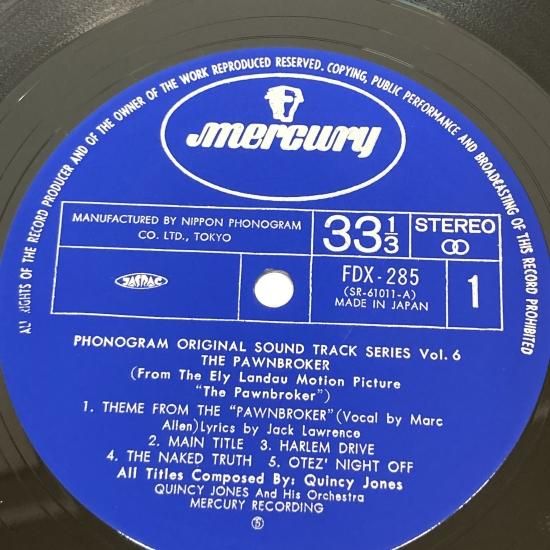 ALL RIGHTS OF THE RECORD PRODUCER AND OF THE OWNER OF THE WORK REPRODUCED RESERVED. COPYING, PUBLIC PERFORMANCE AND BROADCASTING OF THIS RECORD PROHIBITED
mercury
MANUFACTURED BY NIPPON PHONOGRAM
CO. LTD., TOKYO
33 1/3
STEREO
JASRAC
FDX-285
(SR-61011-A)
MADE IN JAPAN
1
PHONOGRAM ORIGINAL SOUND TRACK SERIES Vol. 6
THE PAWNBROKER
(From The Ely Landau Motion Picture
"The Pawnbroker")
1. THEME FROM THE "PAWNBROKER" (Vocal by Marc
Allen) Lyrics by Jack Lawrence
2. MAIN TITLE 3. HARLEM DRIVE
4. THE NAKED TRUTH 5. OTEZ' NIGHT OFF
All Titles Composed By: Quincy Jones
QUINCY JONES And His Orchestra
MERCURY RECORDING